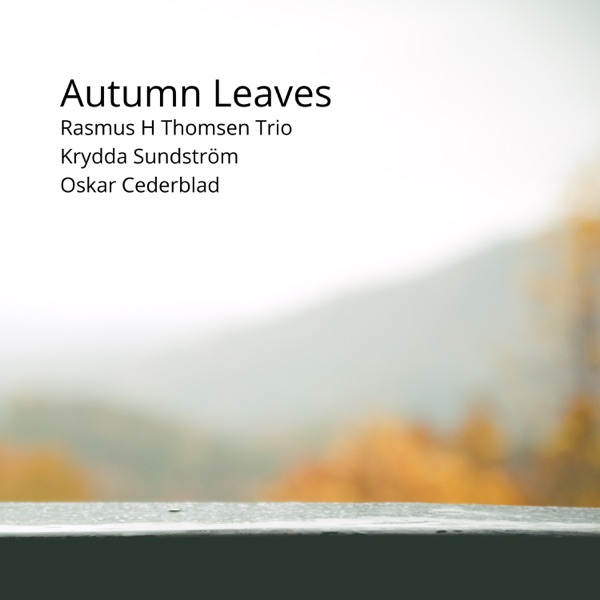 Autumn Leaves
Rasmus H Thomsen Trio
Krydda Sundström
Oskar Cederblad